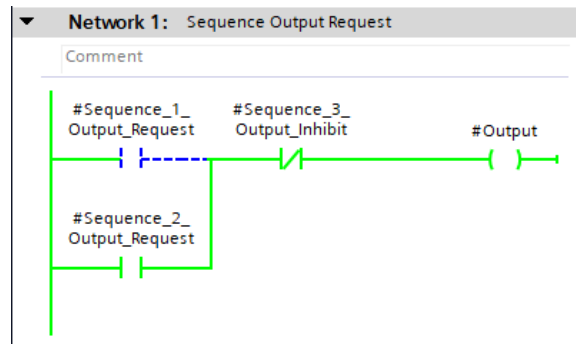 Network 1: Sequence Output Request
Comment
#Sequence_1_
Output_Request
#Sequence_3_
Output_Inhibit
#Output
#Sequence_2_
Output_Request